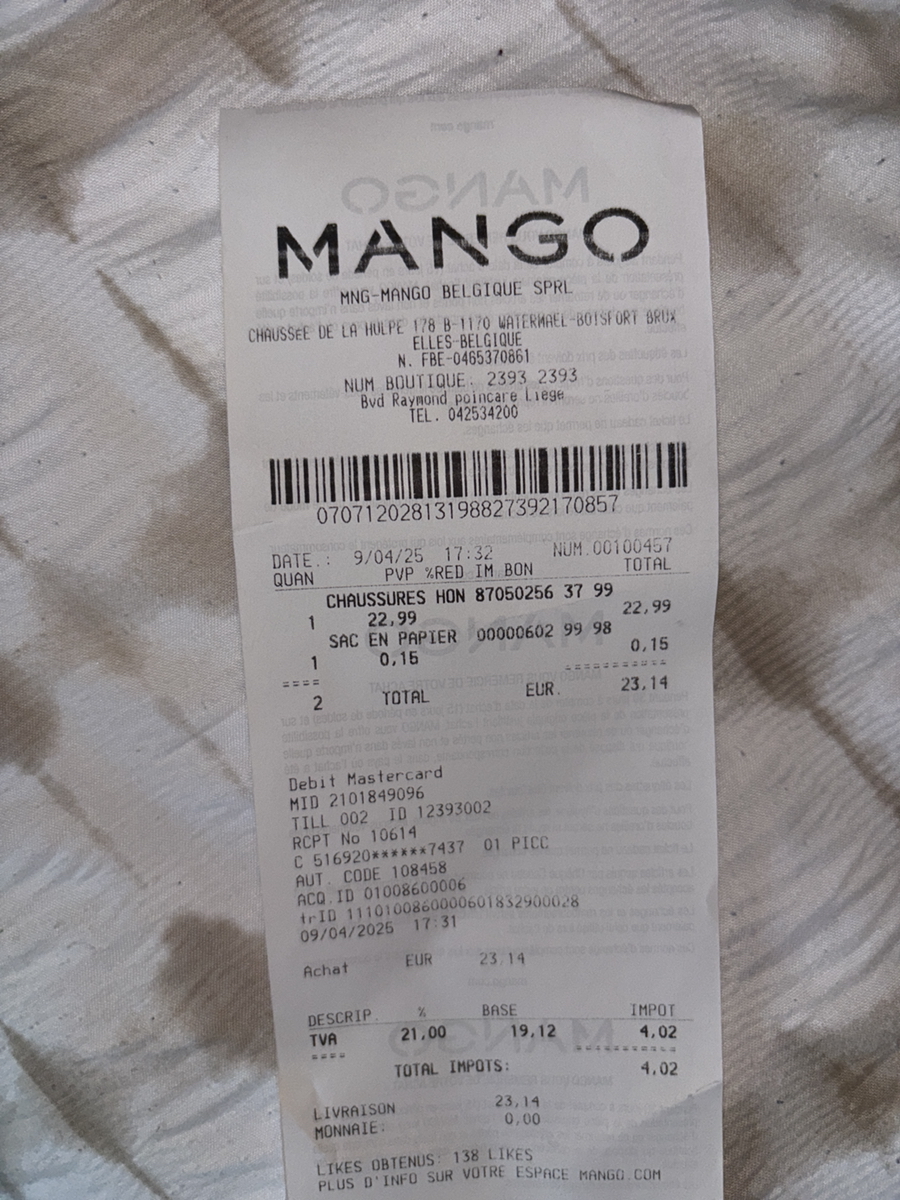 MANGO
MNG-MANGO BELGIQUE SPRL
CHAUSSéE DE LA HULPE 178 B-1170 WATERMAEL-BOISFORT BRUX
ELLES-BELGIQUE
N. FBE-0465370861
NUM BOUTIQUE: 2393 2393
Bvd Raymond poincare Liege
TEL. 042534200
07071202813198827392170857
DATE.: 9/04/25 17:32 NUM.00100457
QUAN PVP %RED IM BON TOTAL
CHAUSSURES HON 87050256 37 99
1 22,99 22,99
SAC EN PAPIER 00000602 99 98
1 0,15 0,15
==== ===========
2 TOTAL EUR. 23,14
Debit Mastercard
MID 2101849096
TILL 002 ID 12393002
RCPT No 10614
C 516920******7437 01 PICC
AUT. CODE 108458
ACQ.ID 01008600006
trID 1110100860000601832900028
09/04/2025 17:31
Achat EUR 23,14
DESCRIP. % BASE IMPOT
TVA 21,00 19,12 4,02
==== ===========
TOTAL IMPOTS: 4,02
LIVRAISON 23,14
MONNAIE: 0,00
LIKES OBTENUS: 138 LIKES
PLUS D'INFO SUR VOTRE ESPACE MANGO.COM